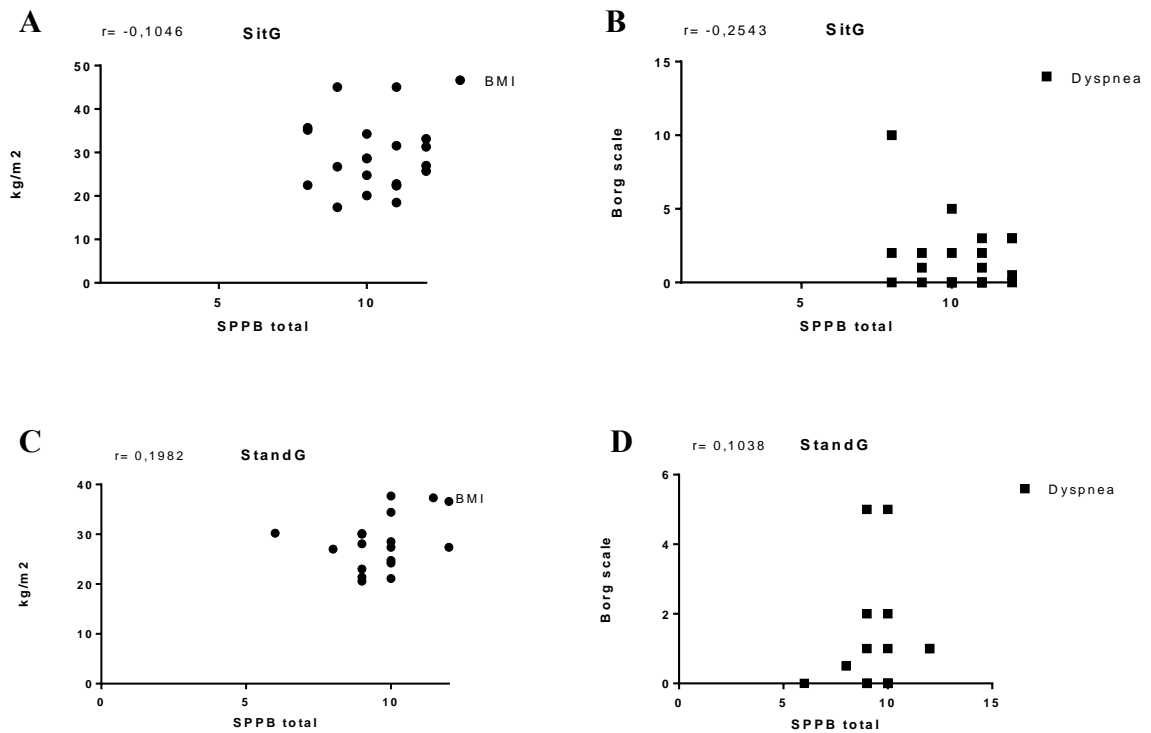 A
r= -0,1046 SitG
BMI
50
40
30
20
10
0
5 10
kg/m2
SPPB total
B
r= -0,2543 SitG
Dyspnea
15
10
5
0
5 10
Borg scale
SPPB total
C
r= 0,1982 StandG
BMI
40
30
20
10
0
0 5 10
kg/m2
SPPB total
D
r= 0,1038 StandG
Dyspnea
6
4
2
0
0 5 10 15
Borg scale
SPPB total